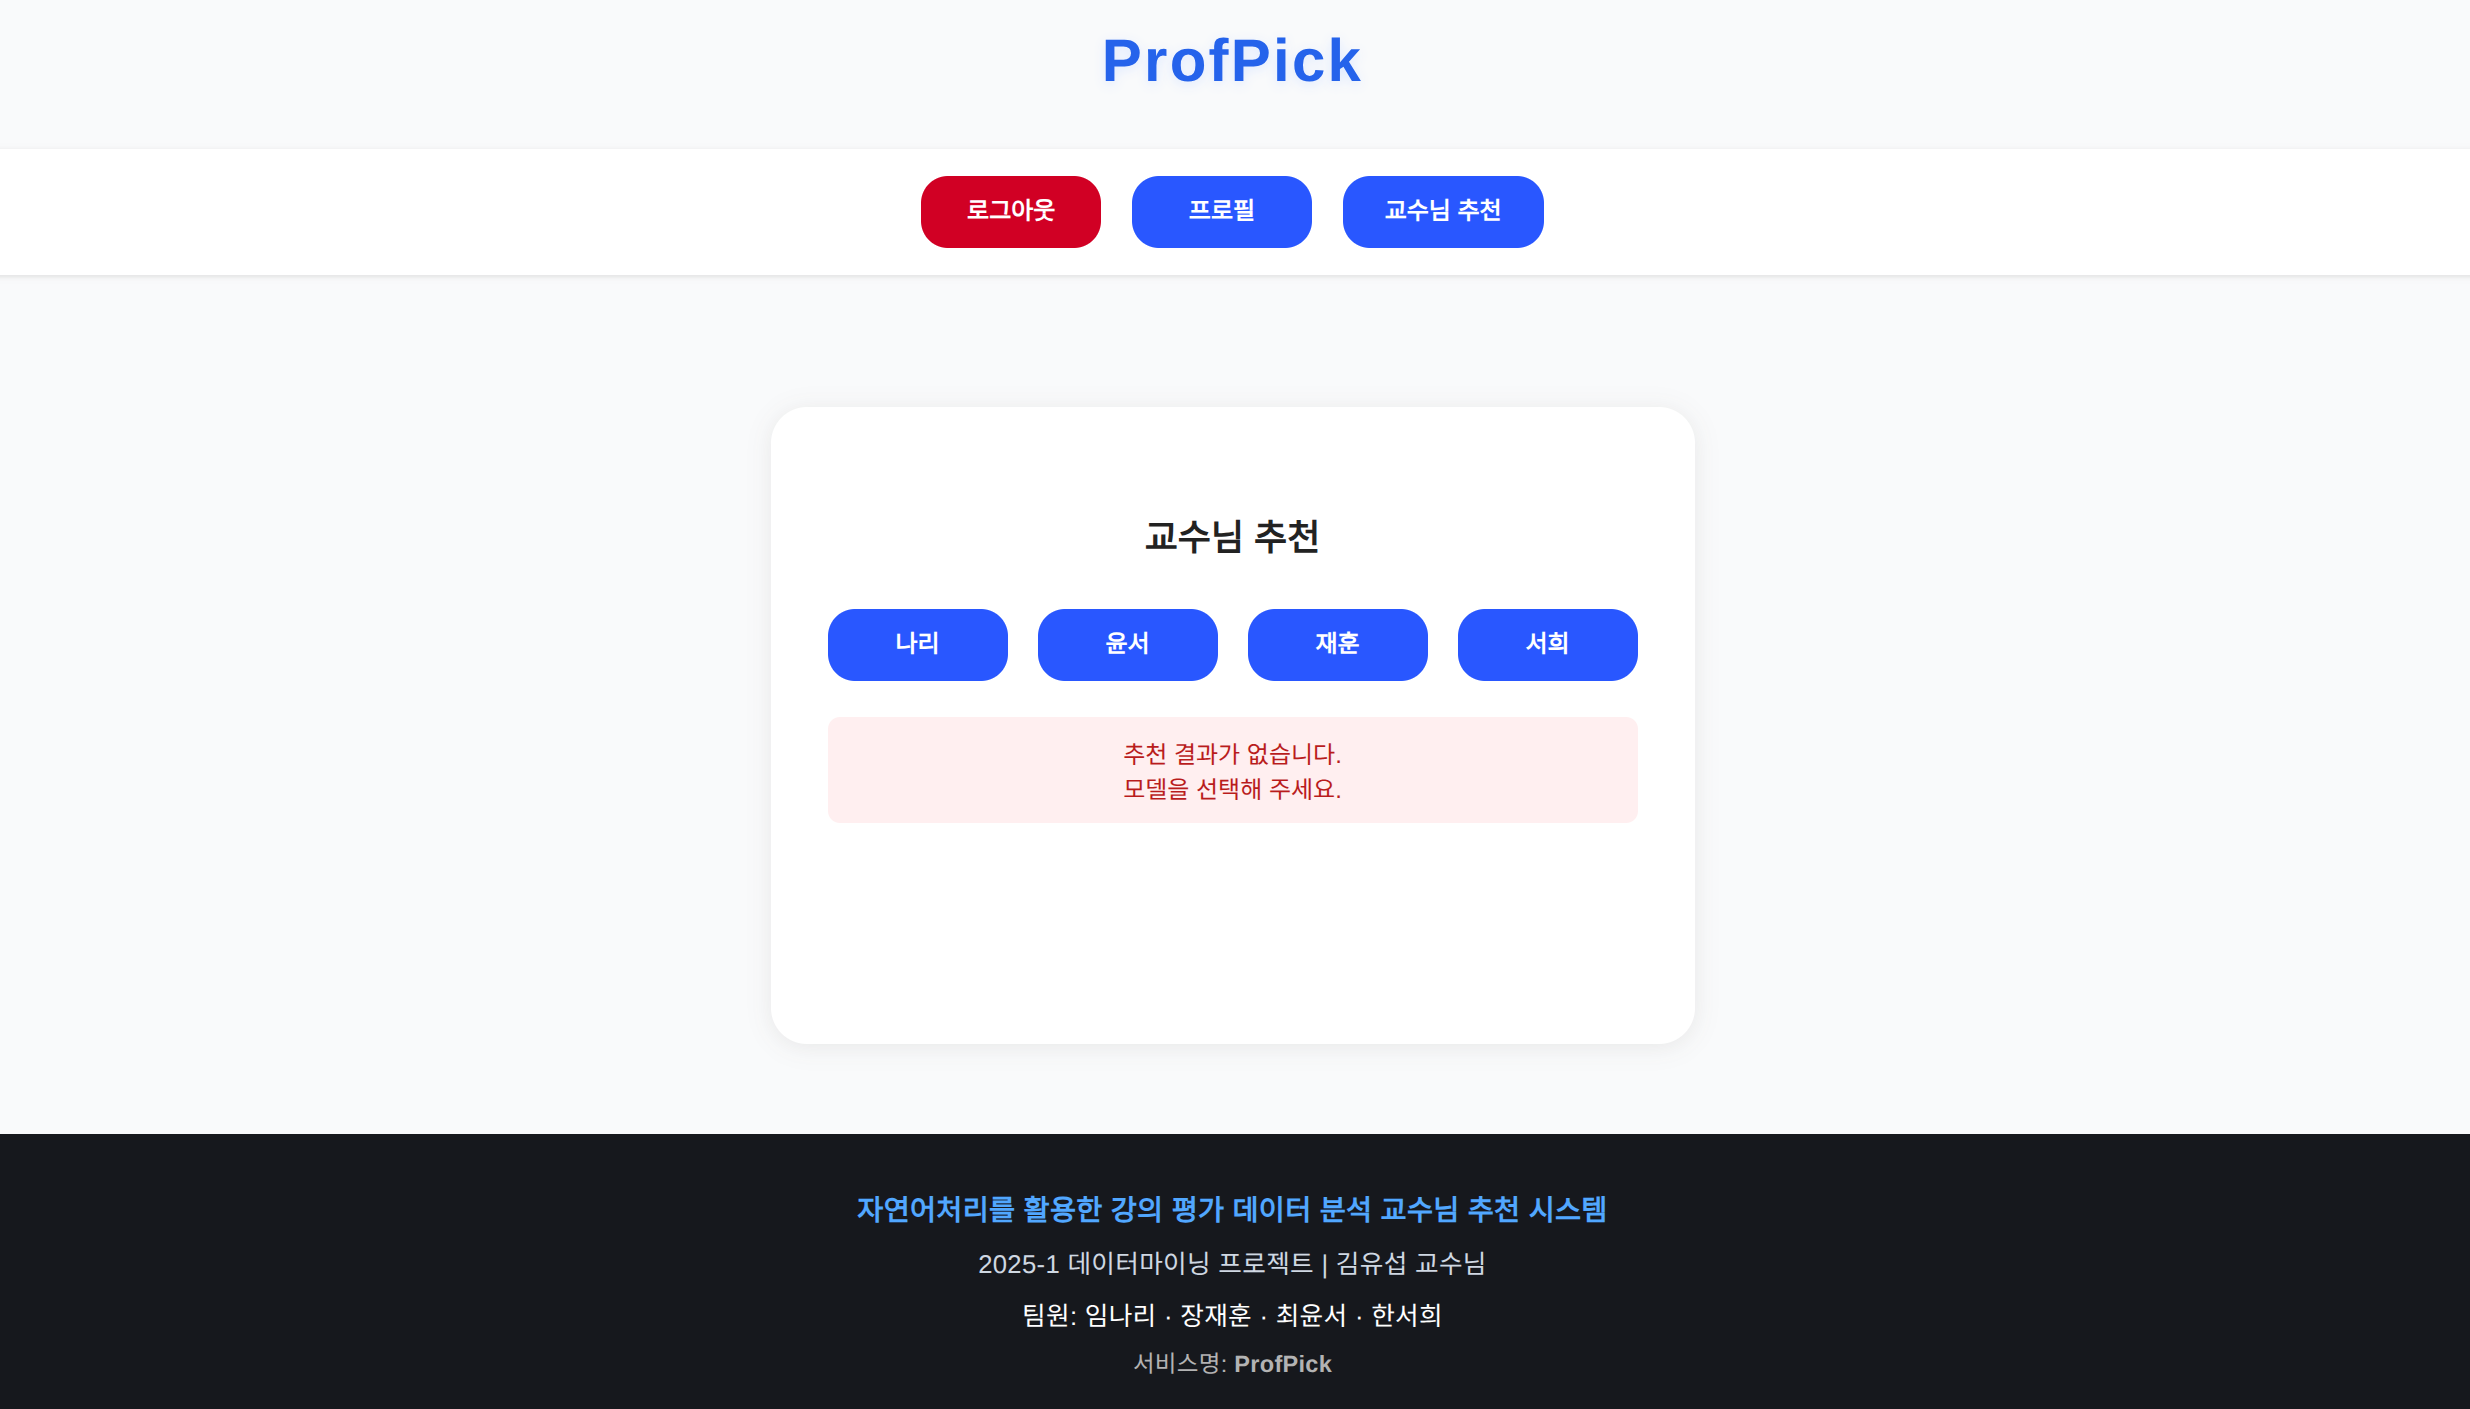 ProfPick
로그아웃 프로필 교수님 추천
교수님 추천
나리 윤서 재훈 서희
추천 결과가 없습니다.
모델을 선택해 주세요.
자연어처리를 활용한 강의 평가 데이터 분석 교수님 추천 시스템
2025-1 데이터마이닝 프로젝트 | 김유섭 교수님
팀원: 임나리 · 장재훈 · 최윤서 · 한서희
서비스명: ProfPick